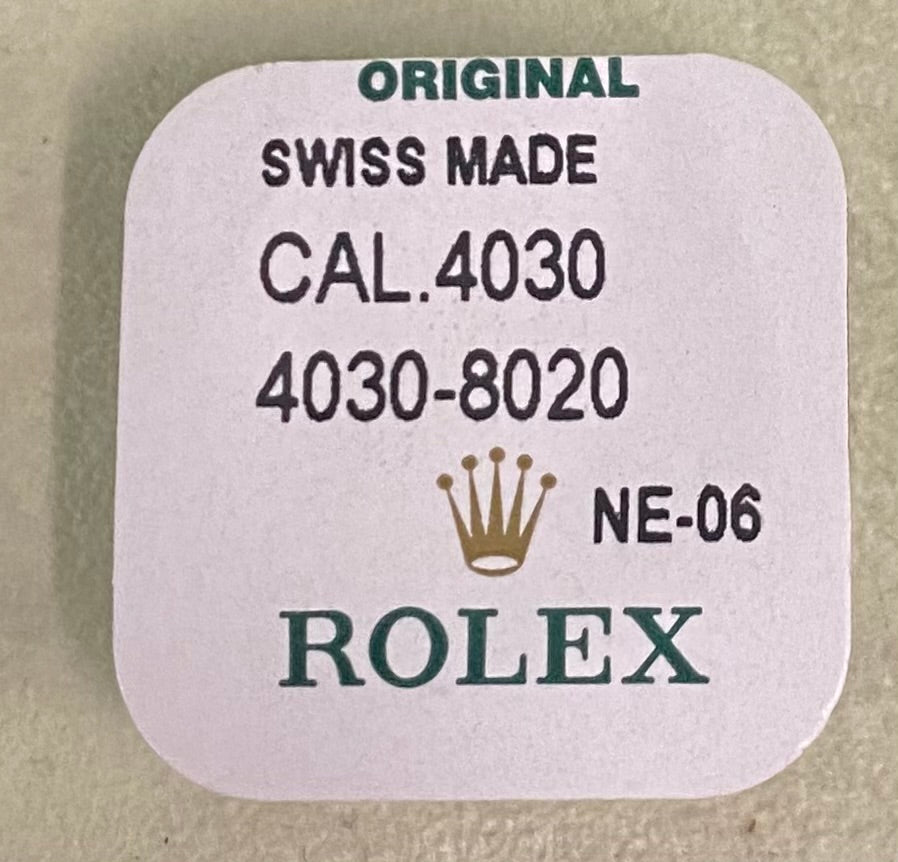 ORIGINAL
SWISS MADE
CAL.4030
4030-8020
NE-06
ROLEX